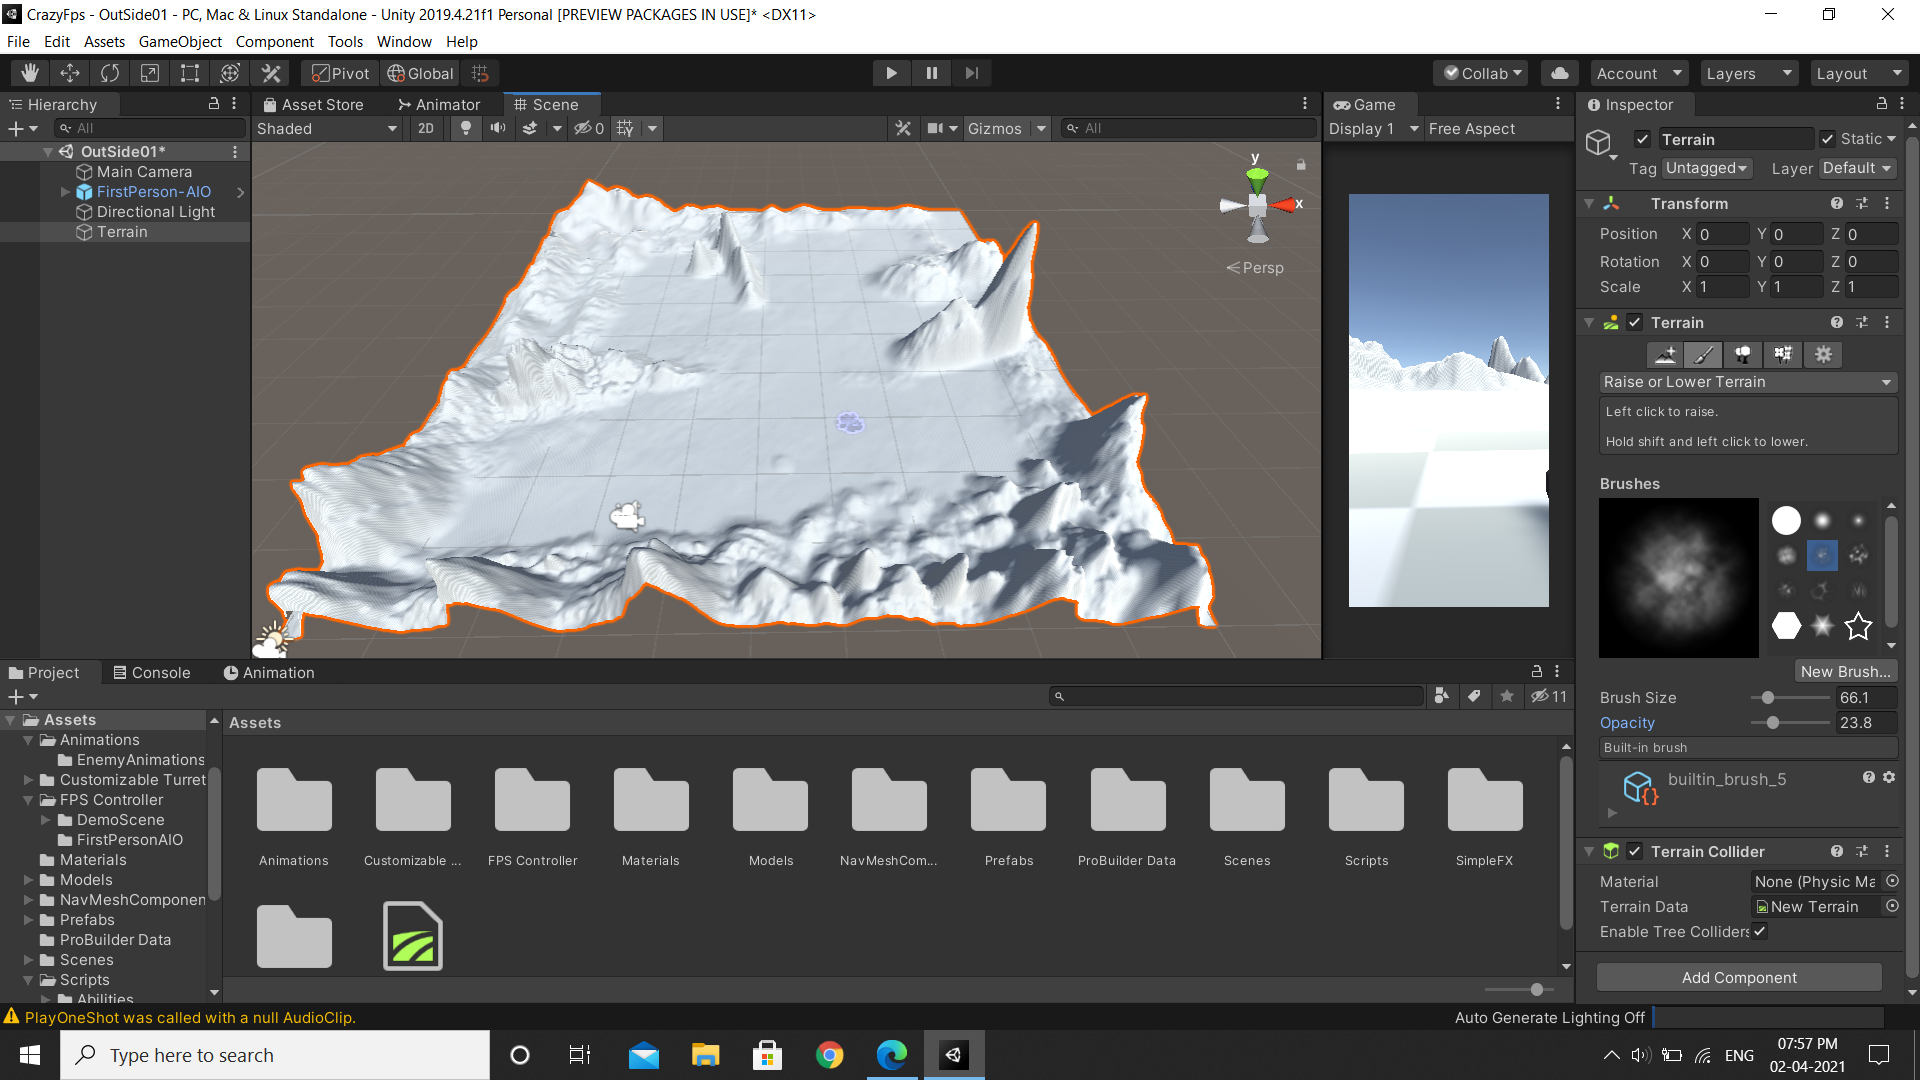 CrazyFps - OutSide01 - PC, Mac & Linux Standalone - Unity 2019.4.21f1 Personal [PREVIEW PACKAGES IN USE]* <DX11>
File Edit Assets GameObject Component Tools Window Help
Pivot Global Collab Account Layers Layout
Hierarchy
All
OutSide01*
Main Camera
FirstPerson-AIO
Directional Light
Terrain
Asset Store Animator Scene
Shaded 2D 0 Gizmos All
y
x
Persp
Game
Display 1 Free Aspect
Inspector
Terrain Static
Tag Untagged Layer Default
Transform
Position X 0 Y 0 Z 0
Rotation X 0 Y 0 Z 0
Scale X 1 Y 1 Z 1
Terrain
Raise or Lower Terrain
Left click to raise.
Hold shift and left click to lower.
Brushes
New Brush...
Brush Size 66.1
Opacity 23.8
Built-in brush
builtin_brush_5
Terrain Collider
Material None (Physic Ma
Terrain Data New Terrain
Enable Tree Colliders
Add Component
Project Console Animation
11
Assets
Animations
EnemyAnimations
Customizable Turret
FPS Controller
DemoScene
FirstPersonAIO
Materials
Models
NavMeshComponen
Prefabs
ProBuilder Data
Scenes
Scripts
Abilities
Assets
Animations Customizable ... FPS Controller Materials Models NavMeshCom... Prefabs ProBuilder Data Scenes Scripts SimpleFX
PlayOneShot was called with a null AudioClip.
Auto Generate Lighting Off
Type here to search
ENG
07:57 PM
02-04-2021